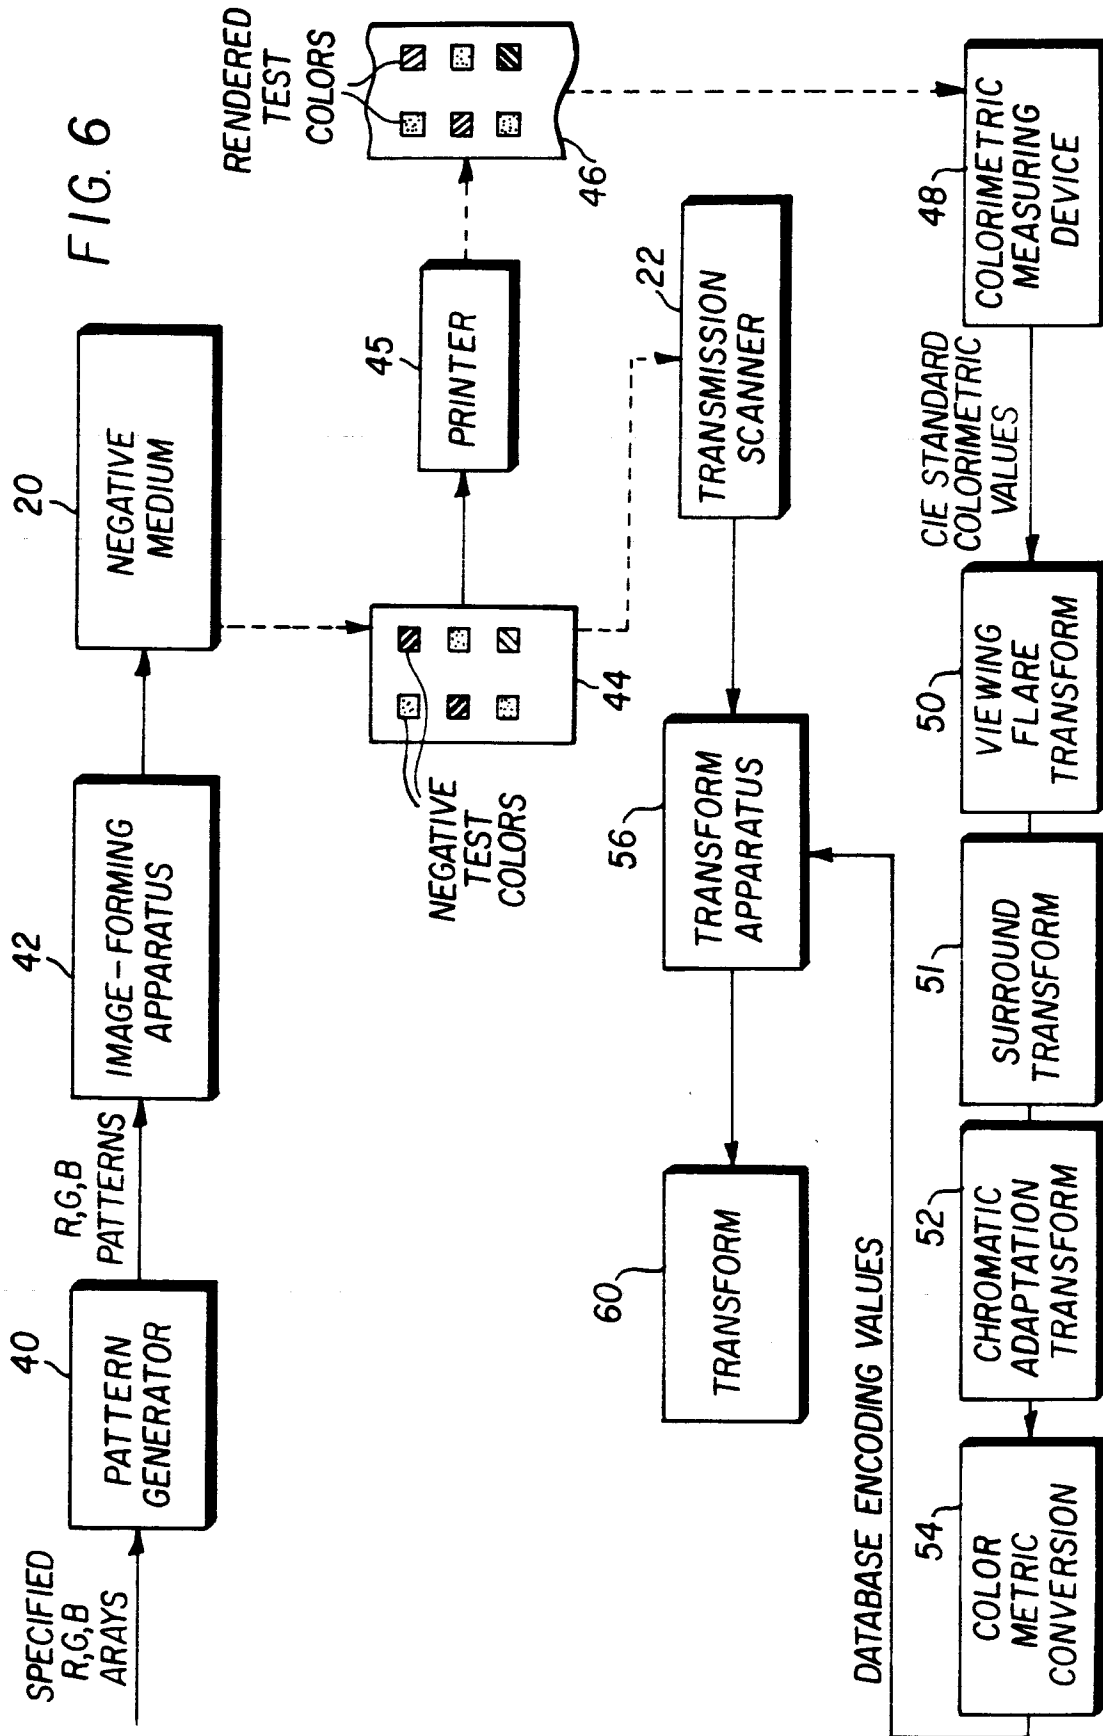 FIG. 6
SPECIFIED
R,G,B
ARAYS
40
PATTERN
GENERATOR
R,G,B
PATTERNS
42
IMAGE-FORMING
APPARATUS
20
NEGATIVE
MEDIUM
NEGATIVE
TEST
COLORS
44
45
PRINTER
RENDERED
TEST
COLORS
46
22
TRANSMISSION
SCANNER
56
TRANSFORM
APPARATUS
60
TRANSFORM
48
COLORIMETRIC
MEASURING
DEVICE
CIE STANDARD
COLORIMETRIC
VALUES
50
VIEWING
FLARE
TRANSFORM
51
SURROUND
TRANSFORM
52
CHROMATIC
ADAPTATION
TRANSFORM
54
COLOR
METRIC
CONVERSION
DATABASE ENCODING VALUES